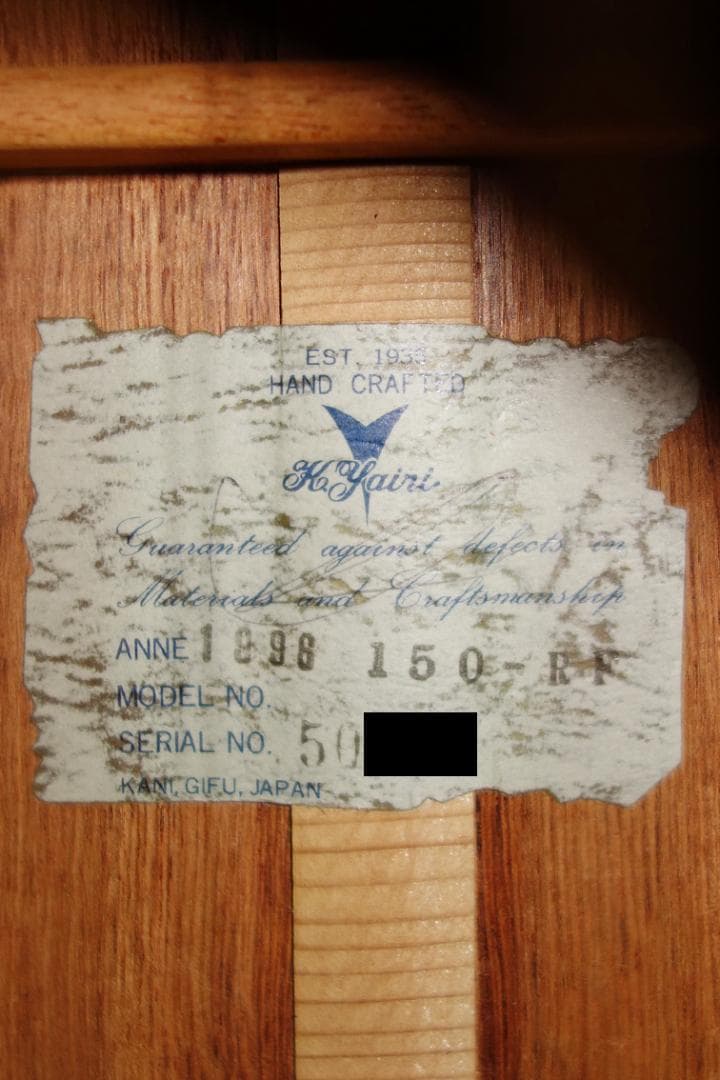 EST. 1935
HAND CRAFTED
K.Yairi
Guaranteed against defects in
Materials and Craftsmanship
ANNE 1996 150-RF
MODEL NO.
SERIAL NO. 50
KANI, GIFU, JAPAN